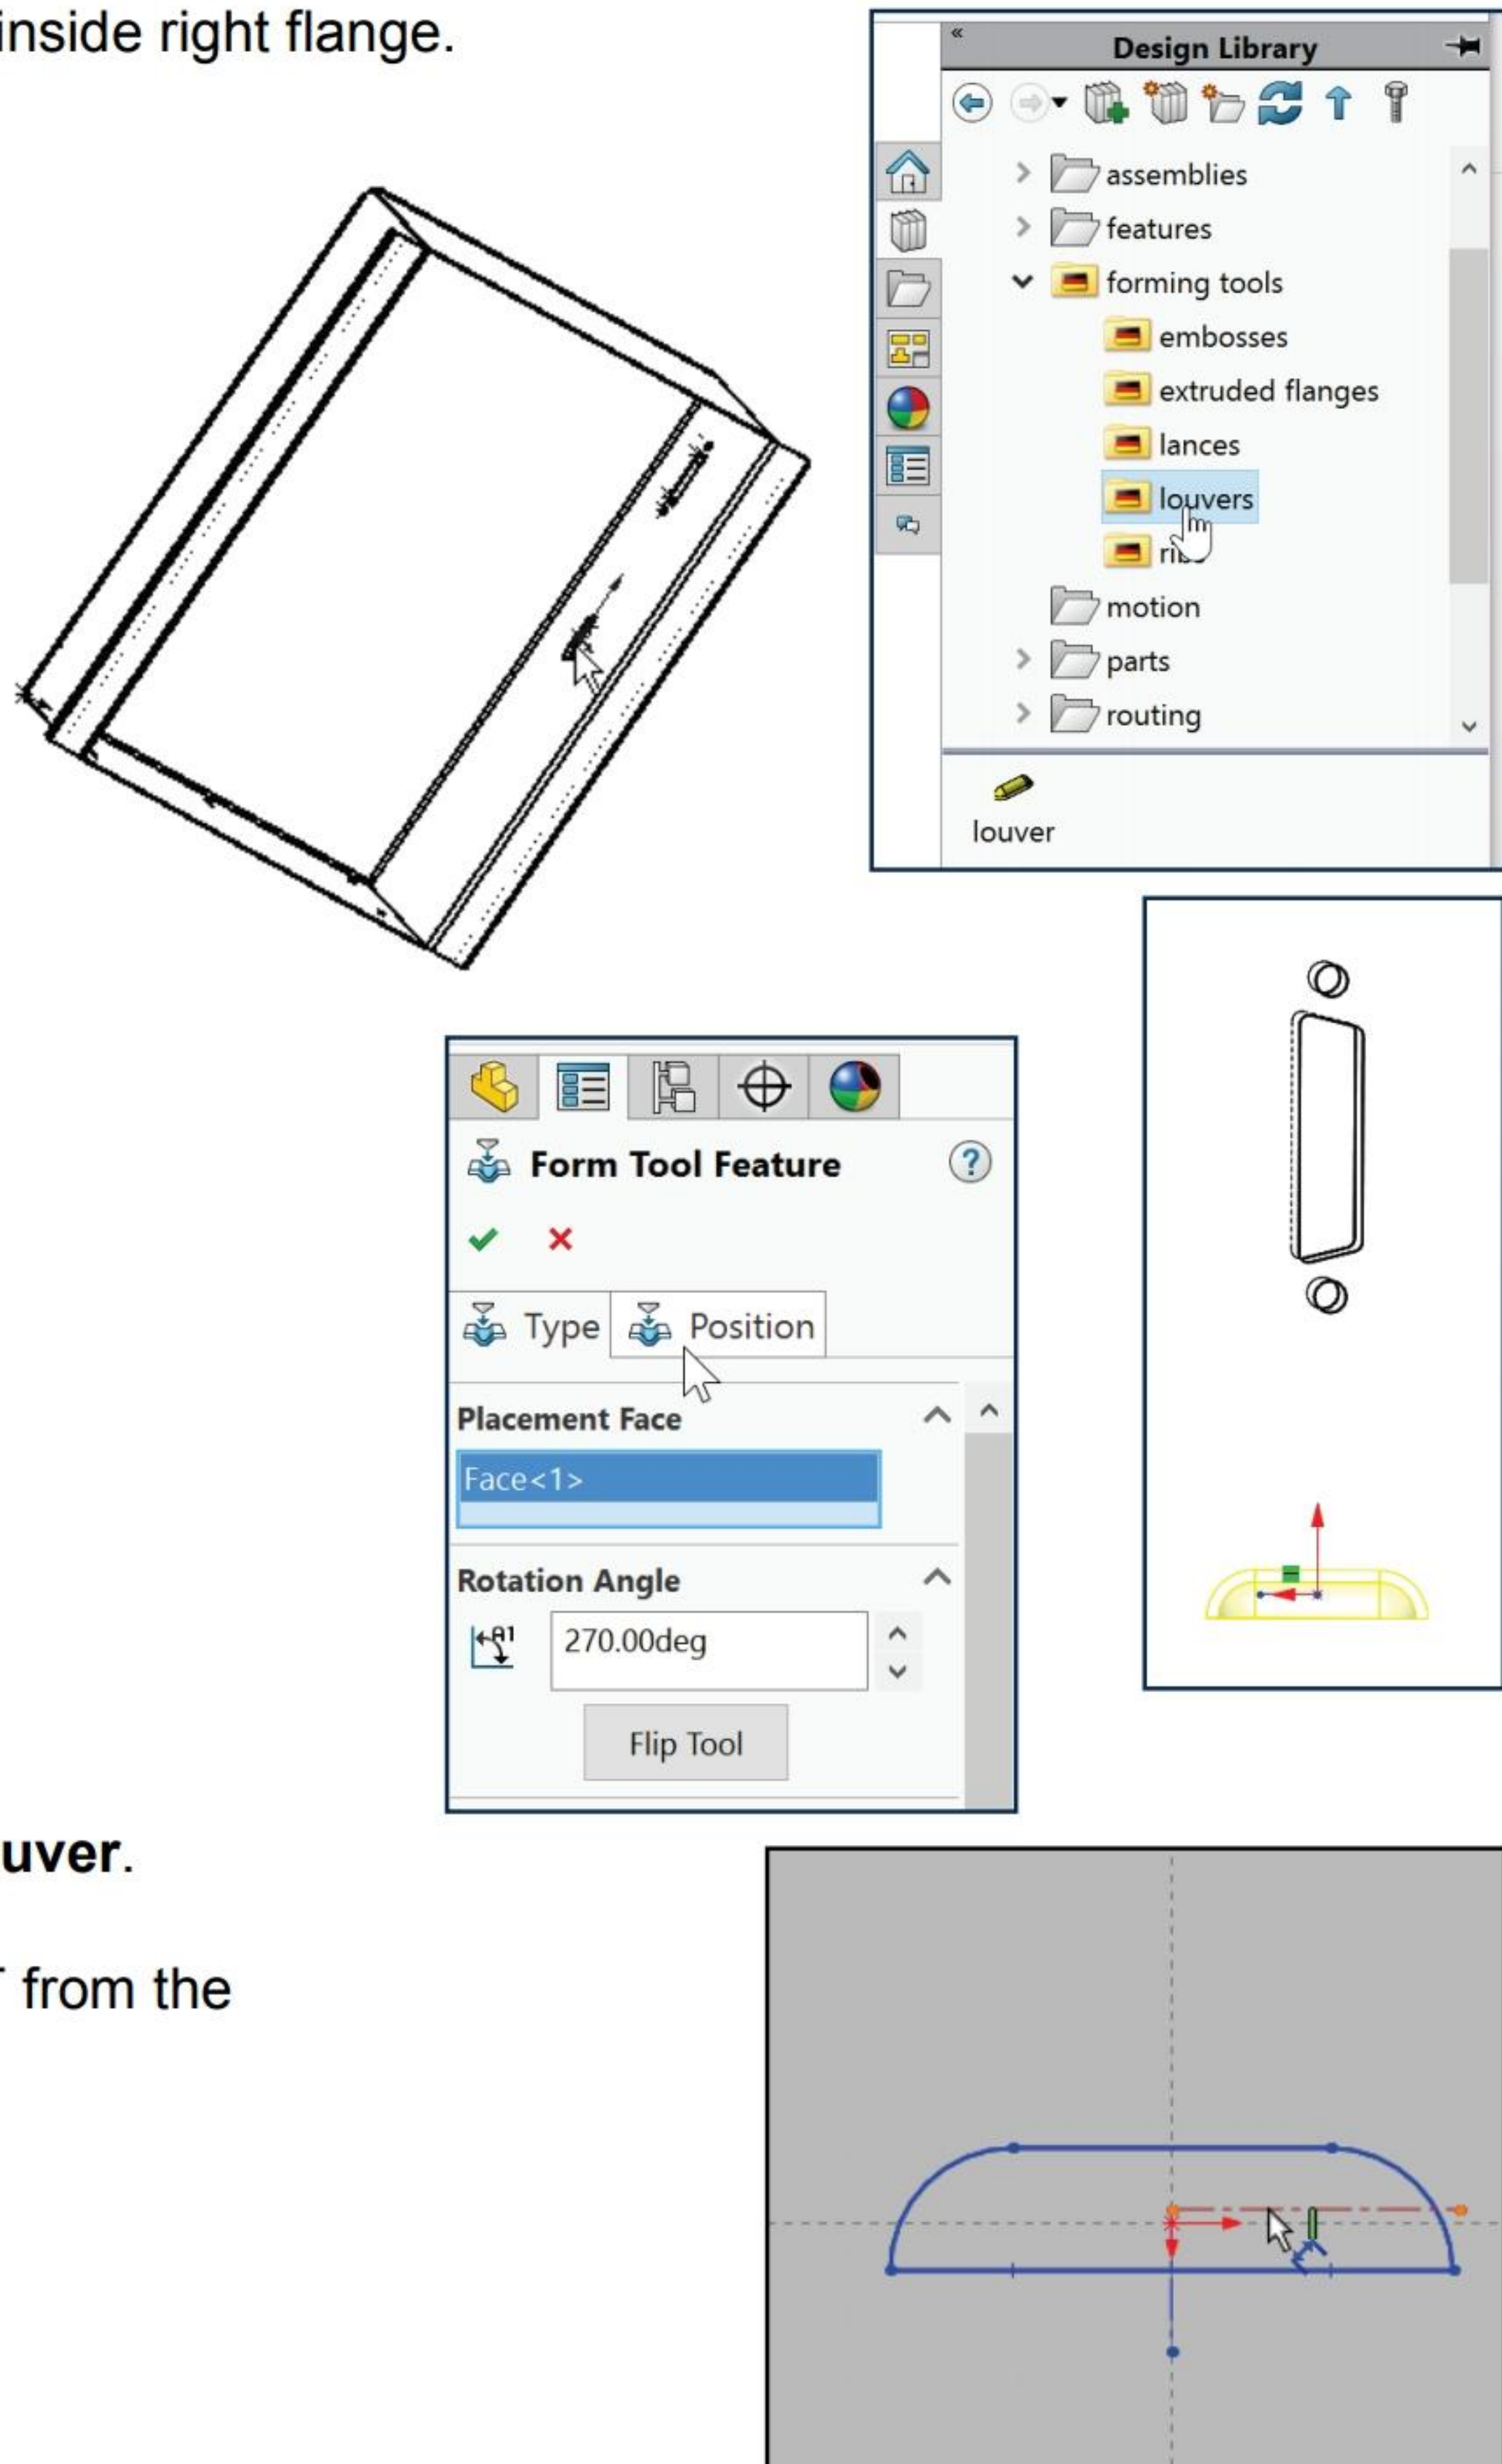 inside right flange.
Design Library
assemblies
features
forming tools
embosses
extruded flanges
lances
louvers
motion
parts
routing
louver
Form Tool Feature
Type Position
Placement Face
Face<1>
Rotation Angle
A1
270.00deg
Flip Tool
uver.
from the